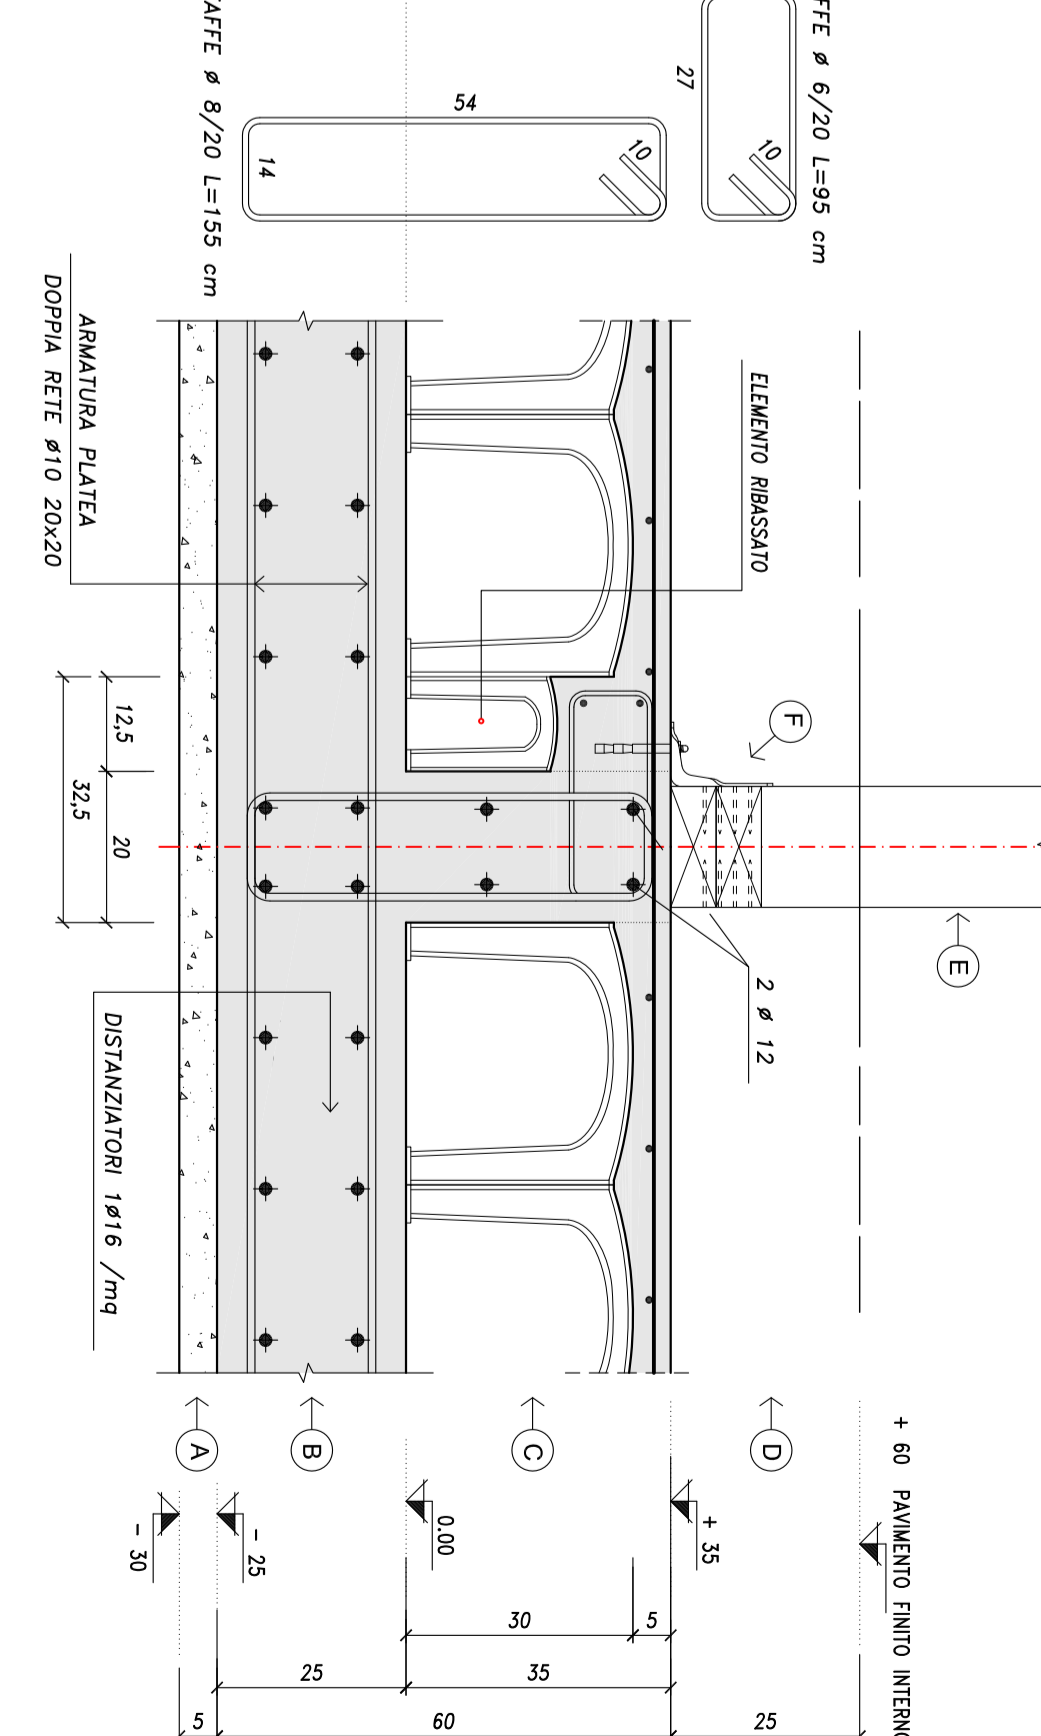 AFFE ø 8/20 L=155 cm
FFE ø 6/20 L=95 cm
54
14
10
27
10
ARMATURA PLATEA
DOPPIA RETE ø10 20x20
ELEMENTO RIBASSATO
F
12,5
20
32,5
E
2 ø 12
DISTANZIATORI 1ø16 /mq
A
B
C
D
- 30
- 25
0.00
+ 35
+ 60 PAVIMENTO FINITO INTERNO
30
5
25
35
5
60
25